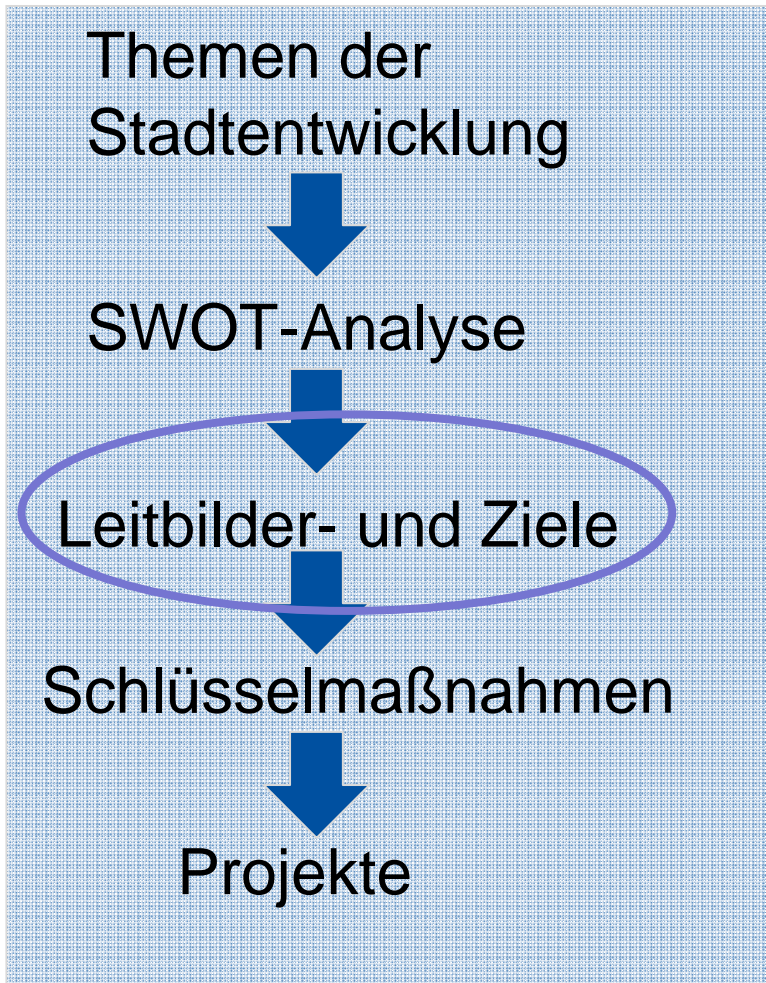 Themen der
Stadtentwicklung
SWOT-Analyse
Leitbilder- und Ziele
Schlüsselmaßnahmen
Projekte